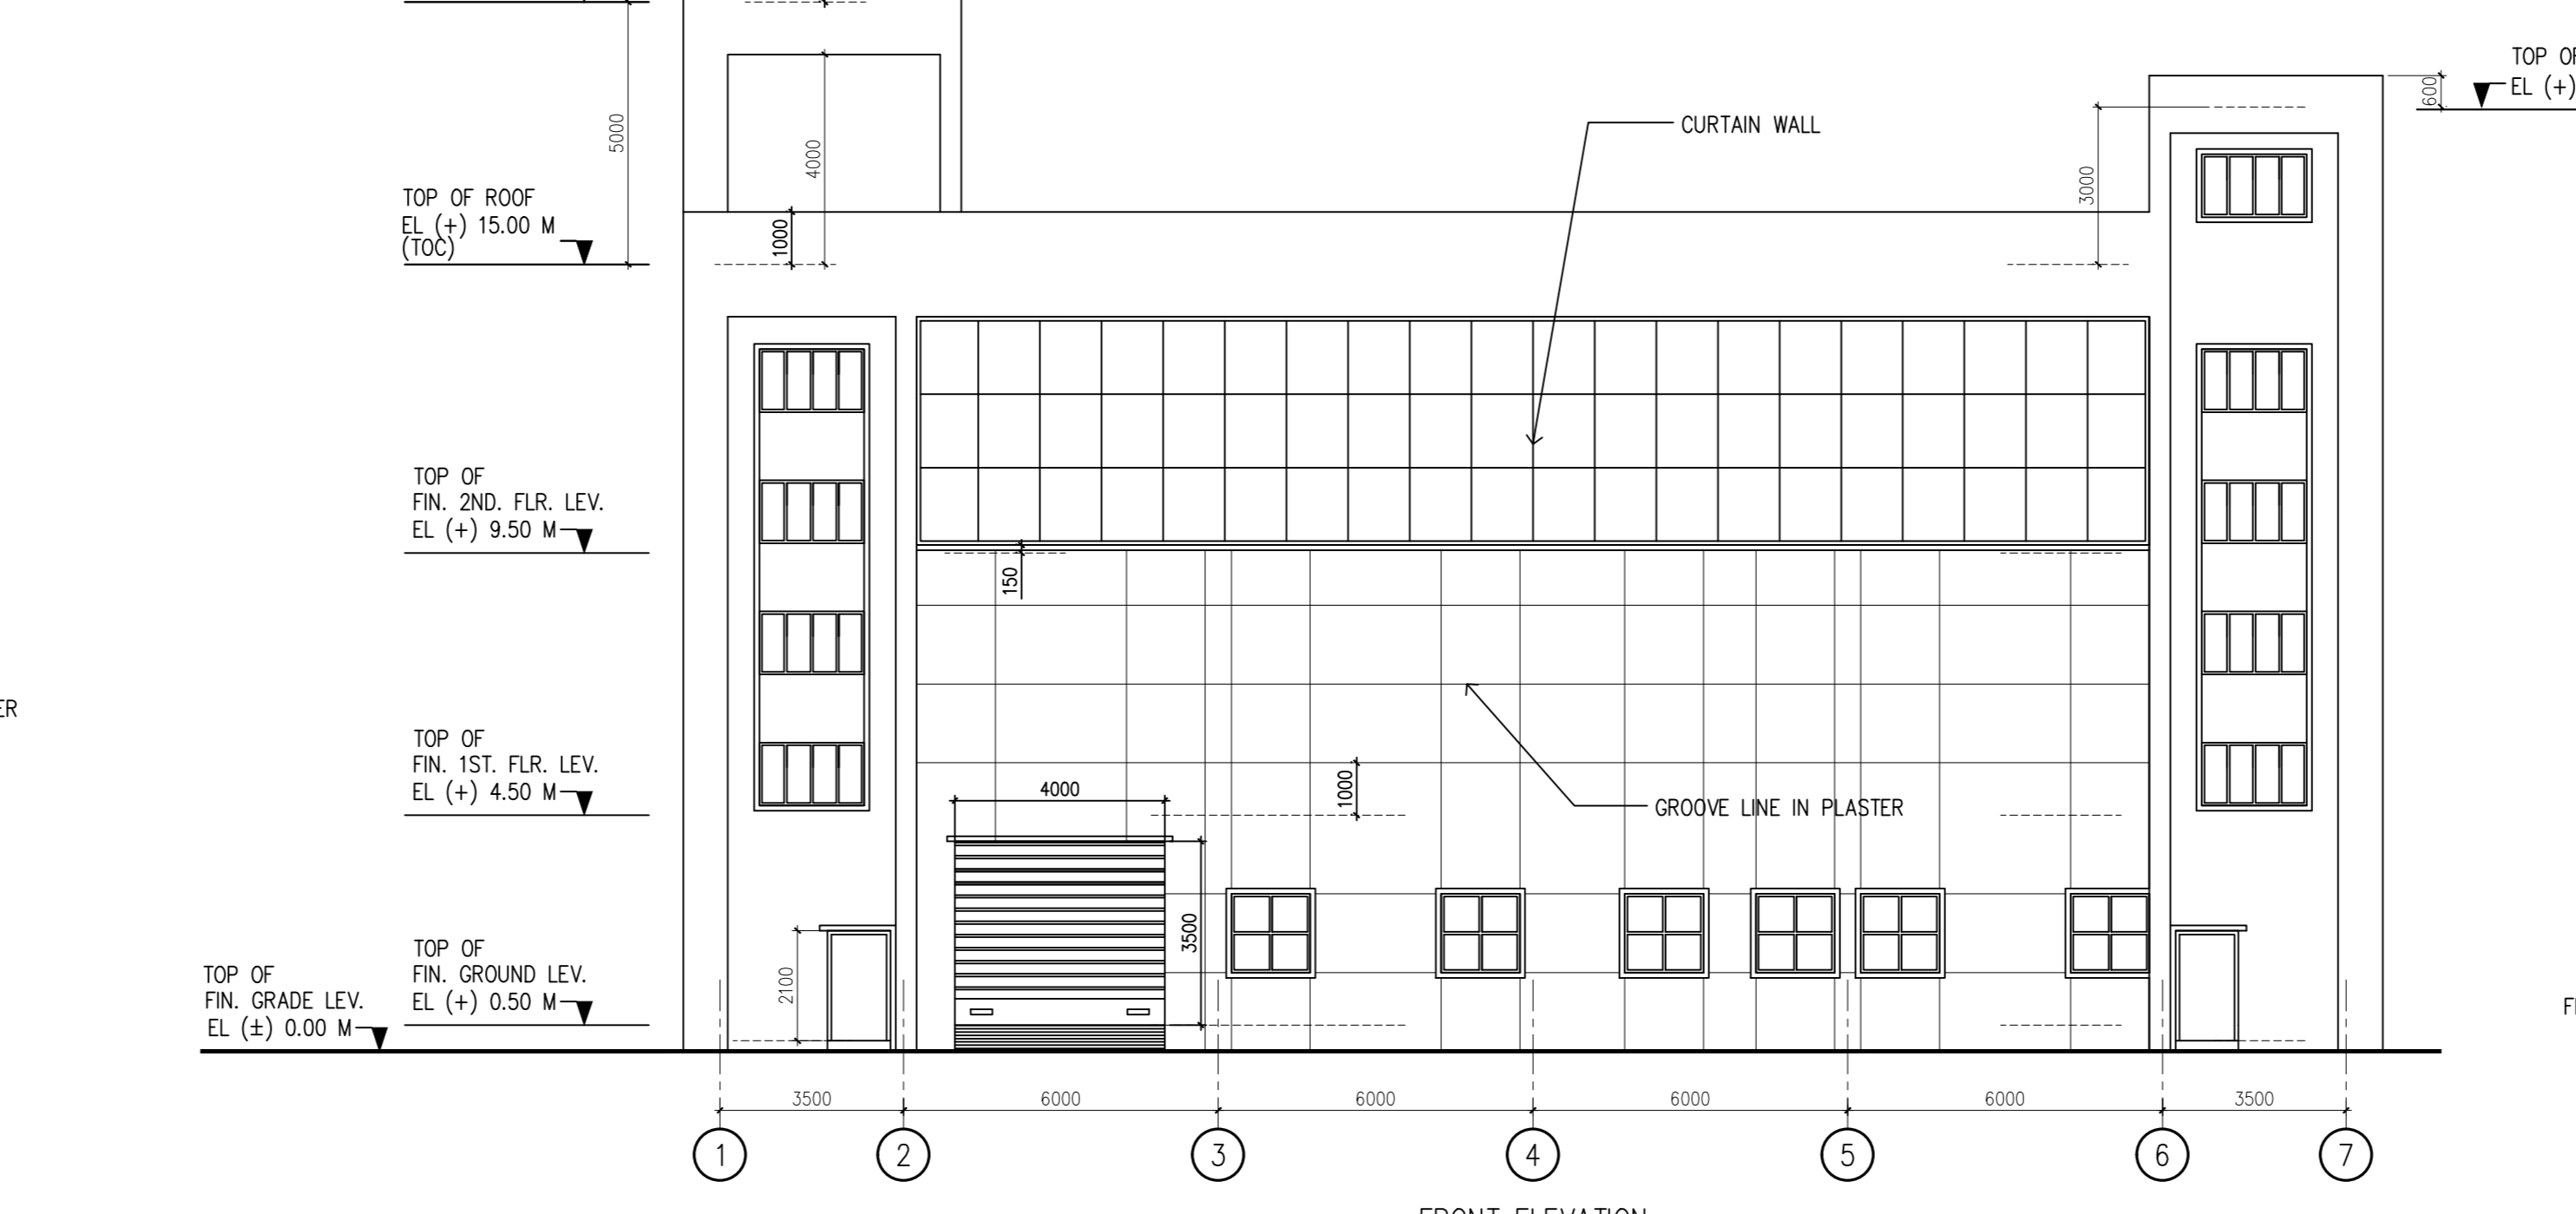 TOP OF
EL (+)
600
CURTAIN WALL
5000
4000
3000
TOP OF ROOF
EL (+) 15.00 M
(TOC)
1000
TOP OF
FIN. 2ND. FLR. LEV.
EL (+) 9.50 M
150
ER
TOP OF
FIN. 1ST. FLR. LEV.
EL (+) 4.50 M
4000
1000
GROOVE LINE IN PLASTER
3500
2100
TOP OF
FIN. GROUND LEV.
EL (+) 0.50 M
TOP OF
FIN. GRADE LEV.
EL (±) 0.00 M
3500 6000 6000 6000 6000 3500
1 2 3 4 5 6 7
FRONT ELEVATION